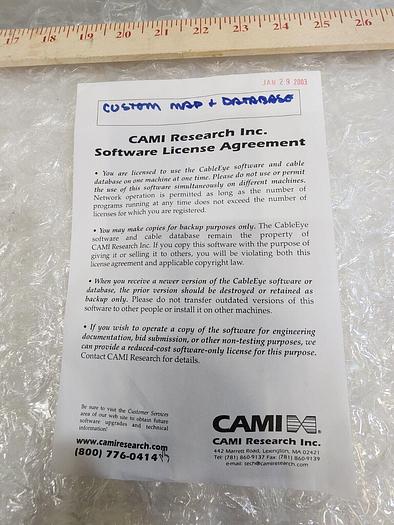 17 18 19 20 21 22 23 24 25 26
JAN 29 2003
CUSTOM MAP & DATABASE
CAMI Research Inc.
Software License Agreement
• You are licensed to use the CableEye software and cable
database on one machine at one time. Please do not use or permit
the use of this software simultaneously on different machines.
Network operation is permitted as long as the number of
programs running at any time does not exceed the number of
licenses for which you are registered.
• You may make copies for backup purposes only. The CableEye
software and cable database remain the property of
CAMI Research Inc. If you copy this software with the purpose of
giving it or selling it to others, you will be violating both this
license agreement and applicable copyright law.
• When you receive a newer version of the CableEye software or
database, the prior version should be destroyed or retained as
backup only. Please do not transfer outdated versions of this
software to other people or install it on other machines.
• If you wish to operate a copy of the software for engineering
documentation, bid submission, or other non-testing purposes, we
can provide a reduced-cost software-only license for this purpose.
Contact CAMI Research for details.
Be sure to visit the Customer Services
area of our web site to obtain future
software upgrades and technical
information!
www.camiresearch.com
(800) 776-0414
CAMI
CAMI Research Inc.
442 Marrett Road, Lexington, MA 02421
Tel: (781) 860-9137 Fax: (781) 860-9139
e-mail: tech@camiresearch.com